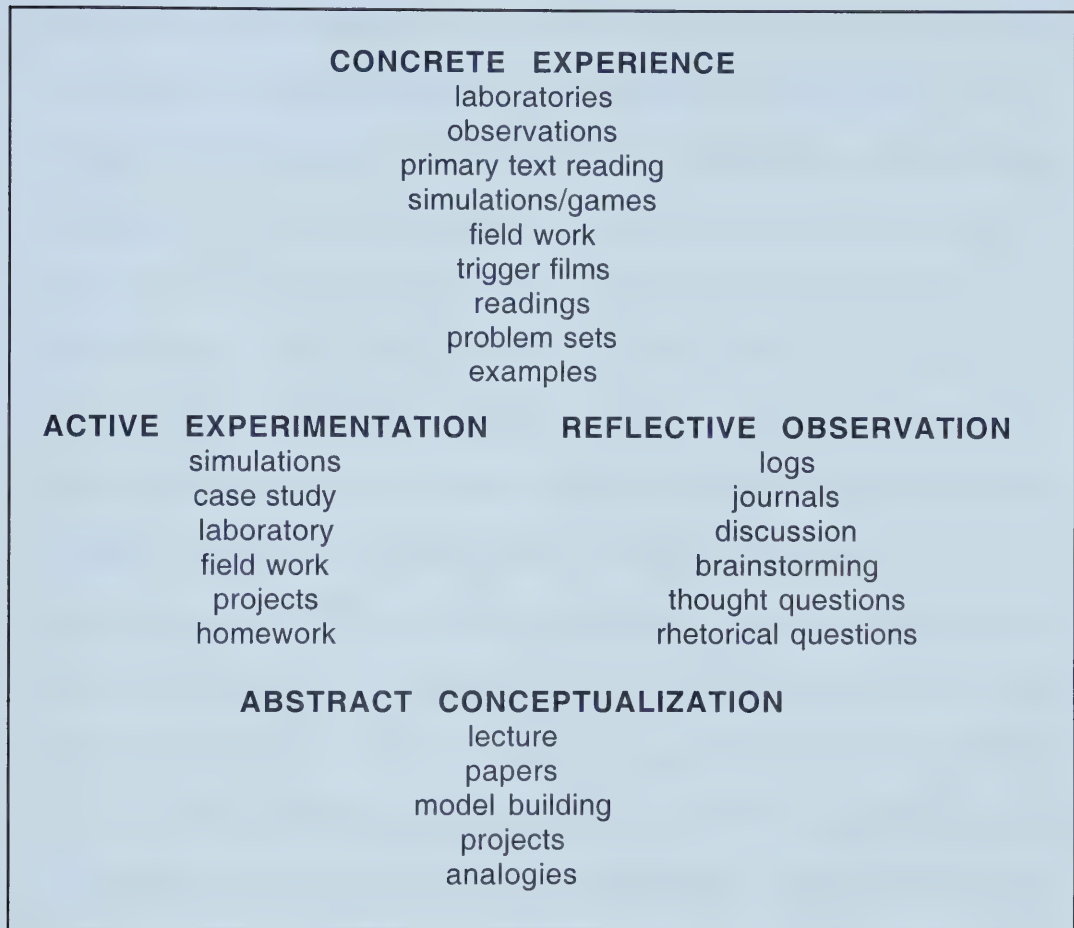 CONCRETE EXPERIENCE
laboratories
observations
primary text reading
simulations/games
field work
trigger films
readings
problem sets
examples
ACTIVE EXPERIMENTATION
simulations
case study
laboratory
field work
projects
homework
REFLECTIVE OBSERVATION
logs
journals
discussion
brainstorming
thought questions
rhetorical questions
ABSTRACT CONCEPTUALIZATION
lecture
papers
model building
projects
analogies